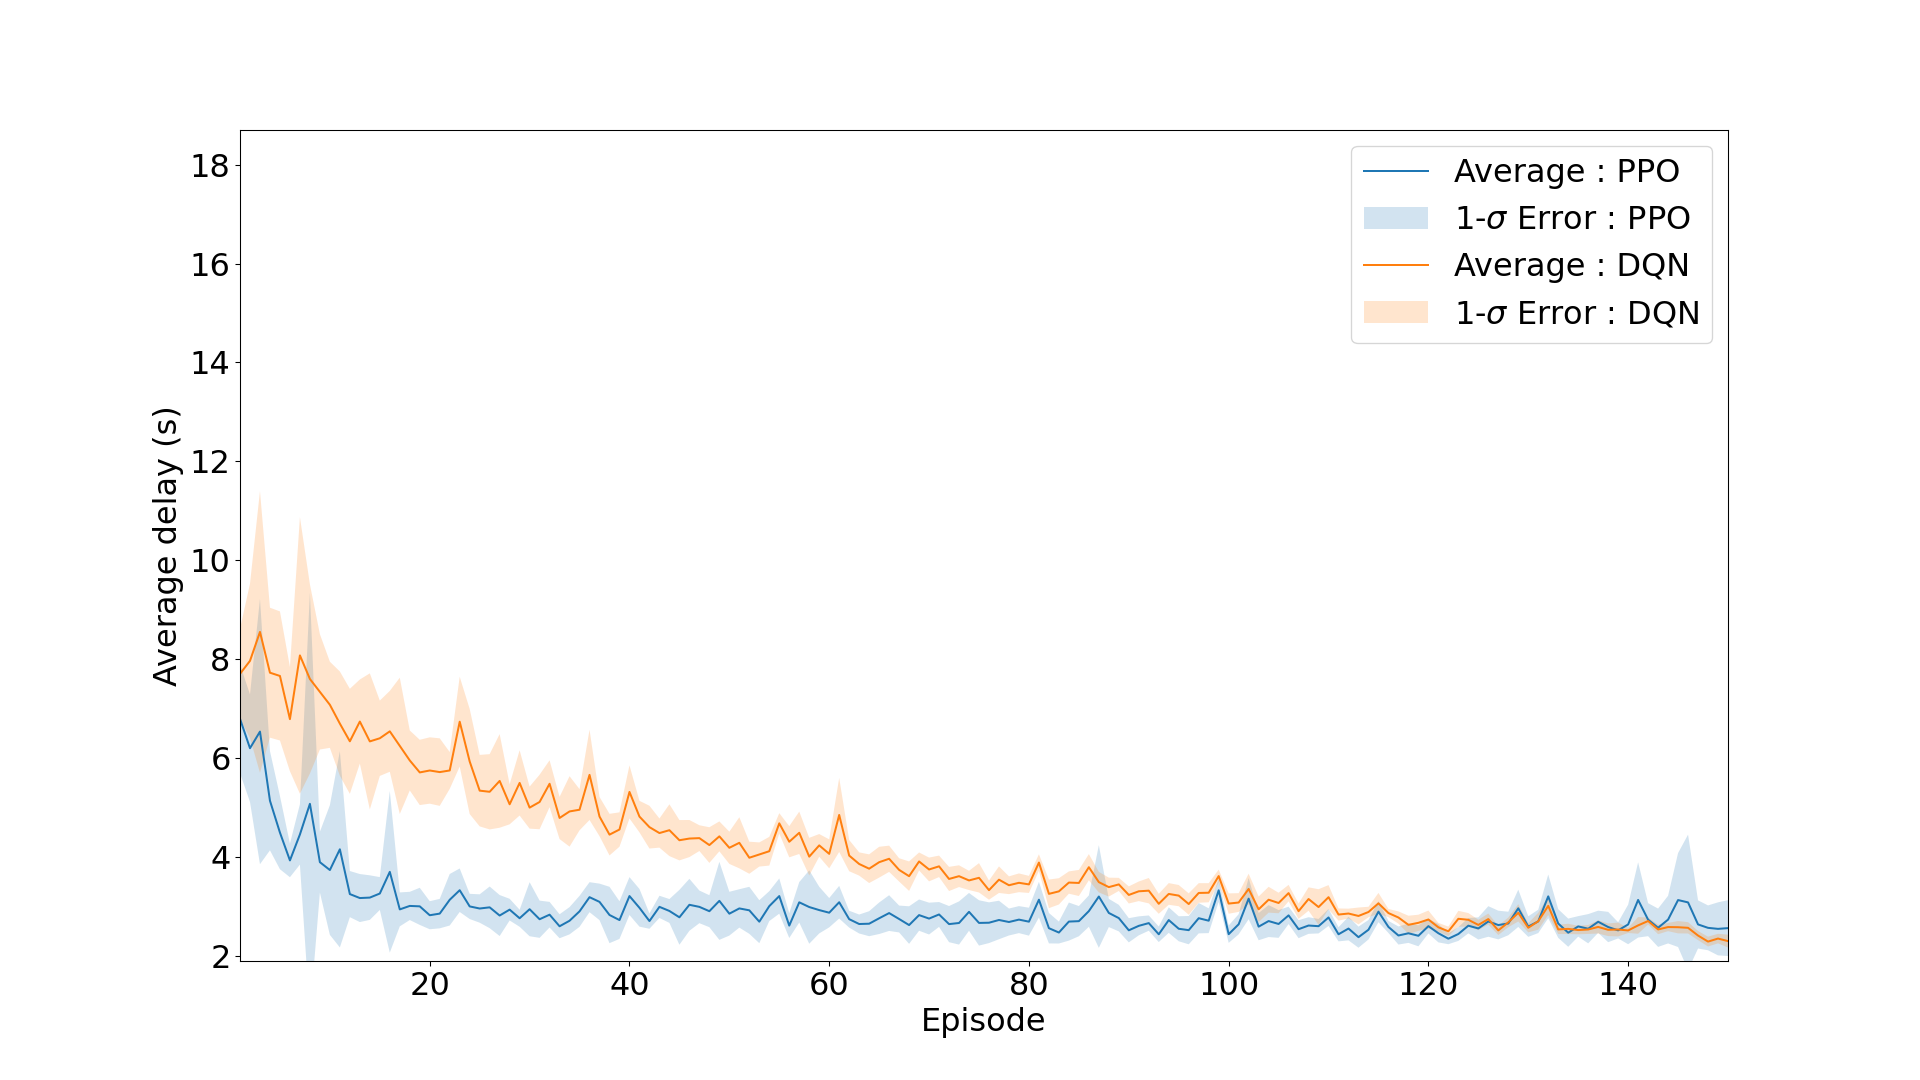 18
16
14
12
10
8
6
4
2
Average delay (s)
20 40 60 80 100 120 140
Episode
Average : PPO
1-σ Error : PPO
Average : DQN
1-σ Error : DQN